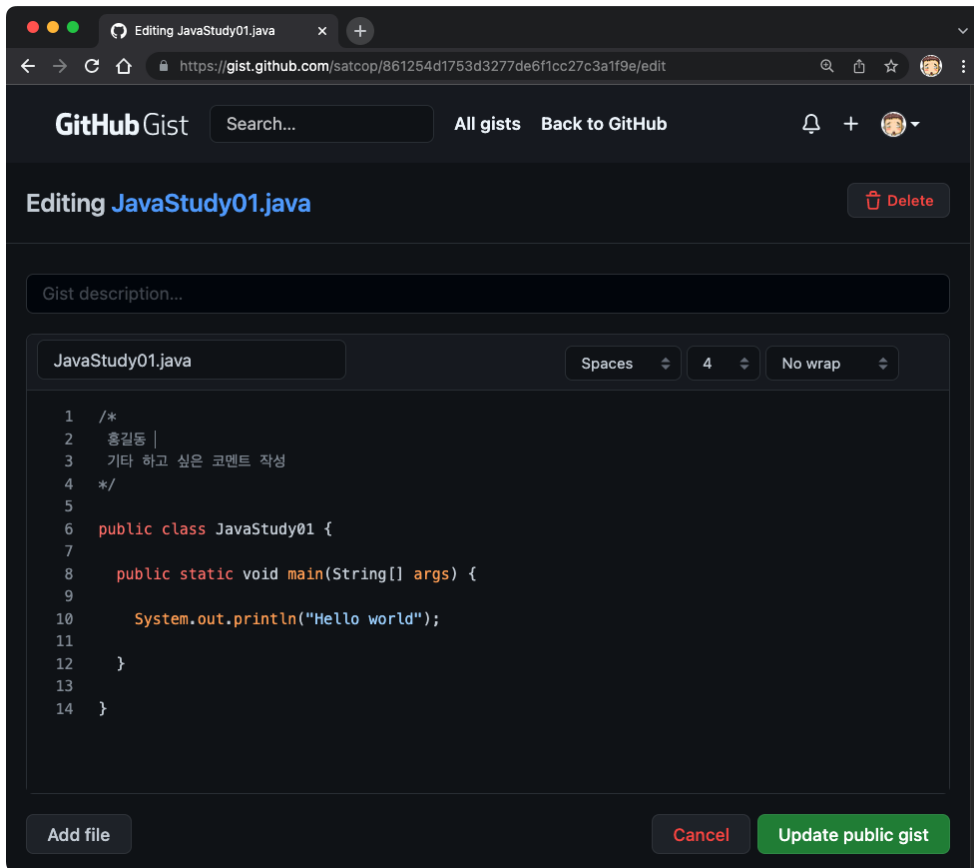 Editing JavaStudy01.java
https://gist.github.com/satcop/861254d1753d3277de6f1cc27c3a1f9e/edit
GitHub Gist Search... All gists Back to GitHub
Editing JavaStudy01.java Delete
Gist description...
JavaStudy01.java Spaces 4 No wrap
1 /*
2 홍길동
3 기타 하고 싶은 코멘트 작성
4 */
5
6 public class JavaStudy01 {
7
8 public static void main(String[] args) {
9
10 System.out.println("Hello world");
11
12 }
13
14 }
Add file Cancel Update public gist